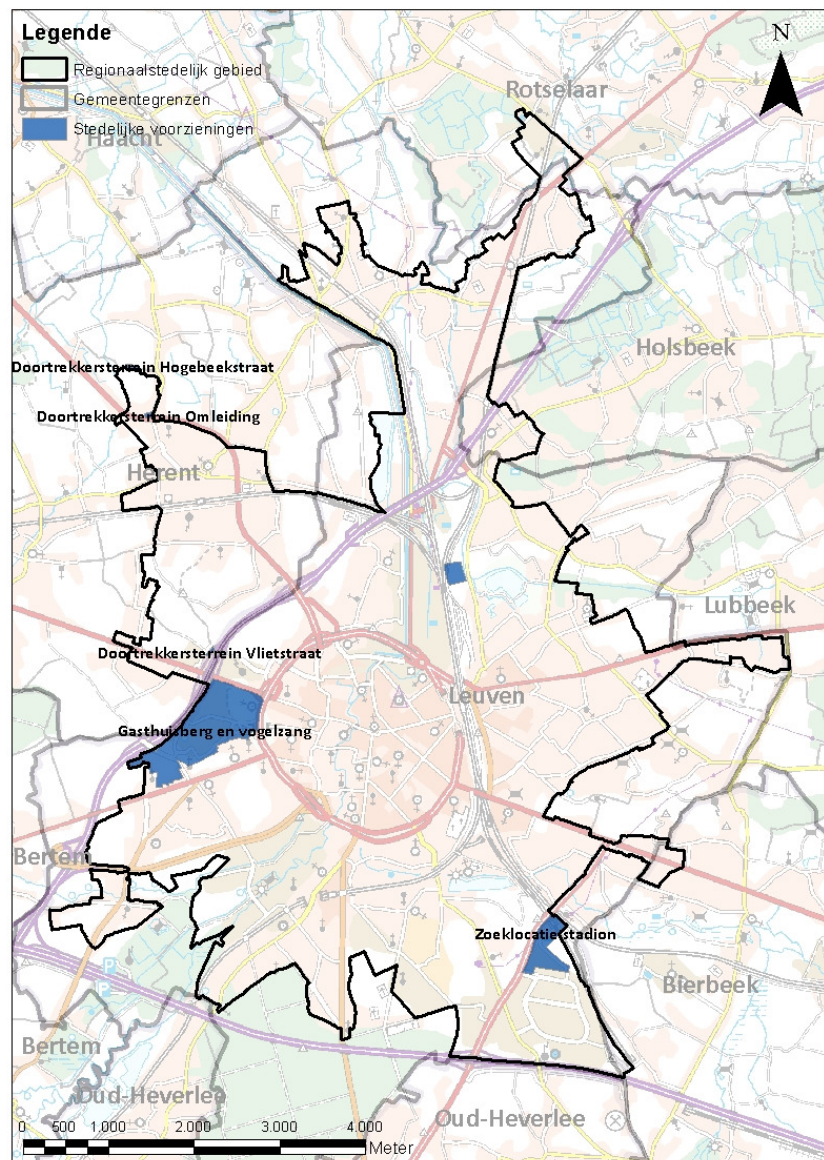 Legende
N
Regionaalstedelijk gebied
Gemeentegrenzen
Stedelijke voorzieningen
Rotselaar
Haacht
Holsbeek
Doortrekkersterrein Hogebeekstraat
Doortrekkersterrein Omleiding
Herent
Lubbeek
Doortrekkersterrein Vlietstraat
Leuven
Gasthuisberg en vogelzang
Bertem
Zoeklocatie stadion
Bierbeek
P
P
Bertem
Oud-Heverlee
Oud-Heverlee
0 500 1.000 2.000 3.000 4.000
Meter